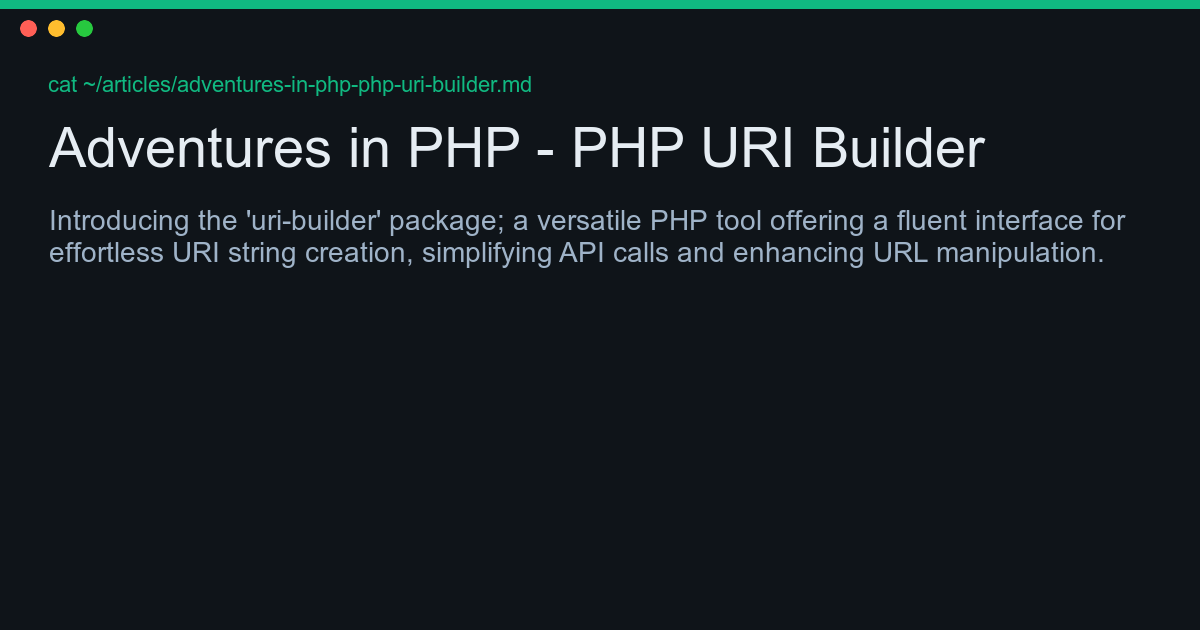 cat ~/articles/adventures-in-php-php-uri-builder.md
Adventures in PHP - PHP URI Builder
Introducing the 'uri-builder' package; a versatile PHP tool offering a fluent interface for
effortless URI string creation, simplifying API calls and enhancing URL manipulation.